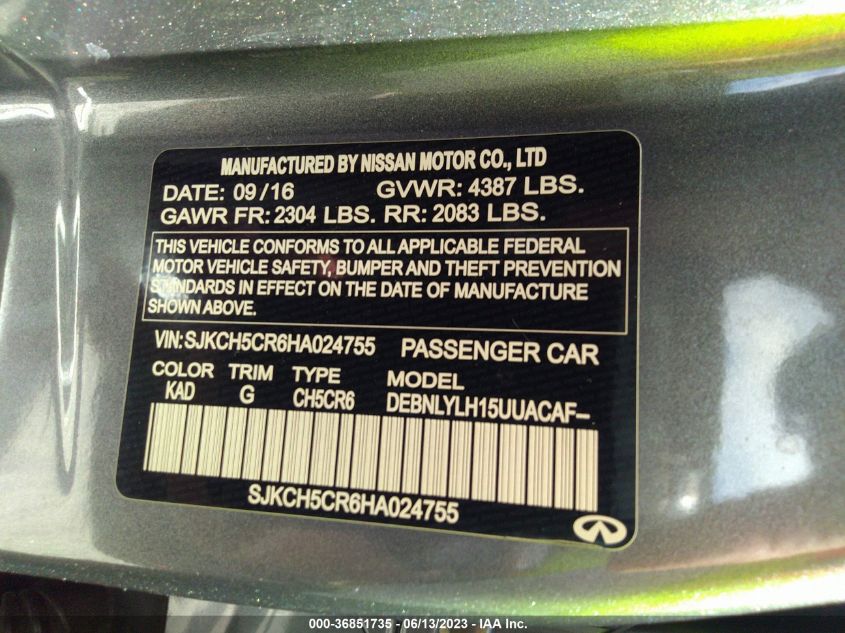 MANUFACTURED BY NISSAN MOTOR CO., LTD
DATE: 09/16 GVWR: 4387 LBS.
GAWR FR: 2304 LBS. RR: 2083 LBS.
THIS VEHICLE CONFORMS TO ALL APPLICABLE FEDERAL
MOTOR VEHICLE SAFETY, BUMPER AND THEFT PREVENTION
STANDARDS IN EFFECT ON THE DATE OF MANUFACTURE
SHOWN ABOVE.
VIN:SJKCH5CR6HA024755 PASSENGER CAR
COLOR TRIM TYPE MODEL
KAD G CH5CR6 DEBNLYLH15UUACAF-
SJKCH5CR6HA024755
000-36851735 - 06/13/2023 - IAA Inc.